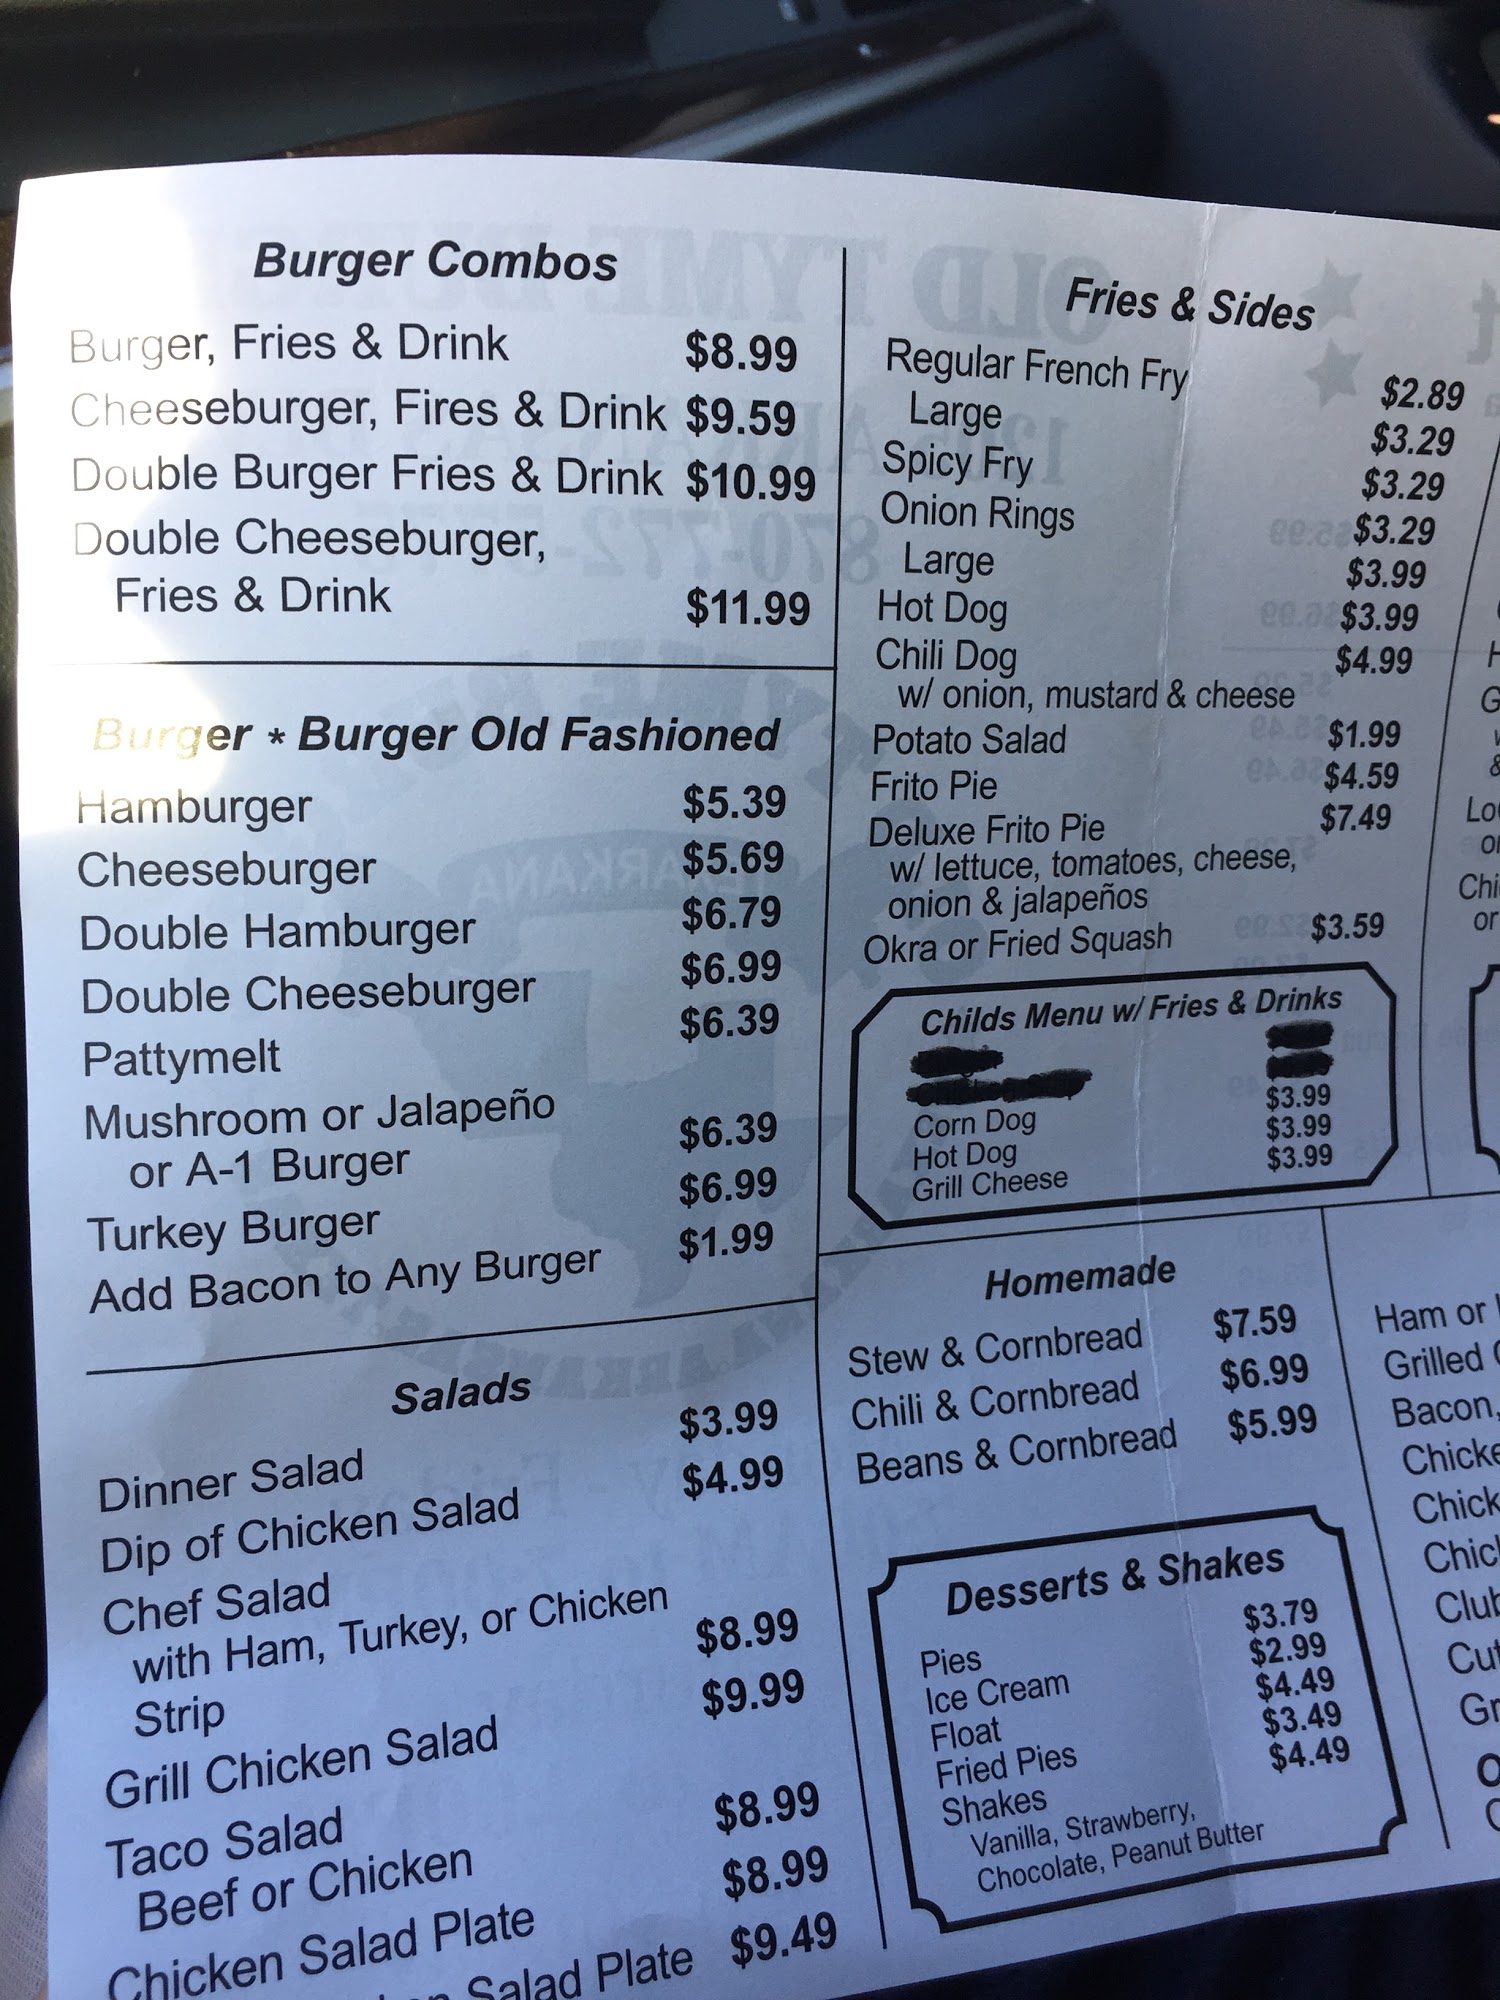 Burger Combos
Burger, Fries & Drink $8.99
Cheeseburger, Fires & Drink $9.59
Double Burger Fries & Drink $10.99
Double Cheeseburger,
Fries & Drink $11.99
Burger * Burger Old Fashioned
Hamburger $5.39
Cheeseburger $5.69
Double Hamburger $6.79
Double Cheeseburger $6.99
Pattymelt $6.39
Mushroom or Jalapeño
or A-1 Burger $6.39
Turkey Burger $6.99
Add Bacon to Any Burger $1.99
Salads
Dinner Salad $3.99
Dip of Chicken Salad $4.99
Chef Salad
with Ham, Turkey, or Chicken
Strip $8.99
Grill Chicken Salad $9.99
Taco Salad
Beef or Chicken $8.99
Chicken Salad Plate $8.99
Salad Plate $9.49
Fries & Sides
Regular French Fry $2.89
Large $3.29
Spicy Fry $3.29
Onion Rings $3.29
Large $3.99
Hot Dog $3.99
Chili Dog $4.99
w/ onion, mustard & cheese
Potato Salad $1.99
Frito Pie $4.59
Deluxe Frito Pie $7.49
w/ lettuce, tomatoes, cheese,
onion & jalapeños
Okra or Fried Squash $3.59
Childs Menu w/ Fries & Drinks
Corn Dog $3.99
Hot Dog $3.99
Grill Cheese $3.99
Homemade
Stew & Cornbread $7.59
Chili & Cornbread $6.99
Beans & Cornbread $5.99
Desserts & Shakes
Pies $3.79
Ice Cream $2.99
Float $4.49
Fried Pies $3.49
Shakes $4.49
Vanilla, Strawberry,
Chocolate, Peanut Butter
Ham or
Grilled
Bacon,